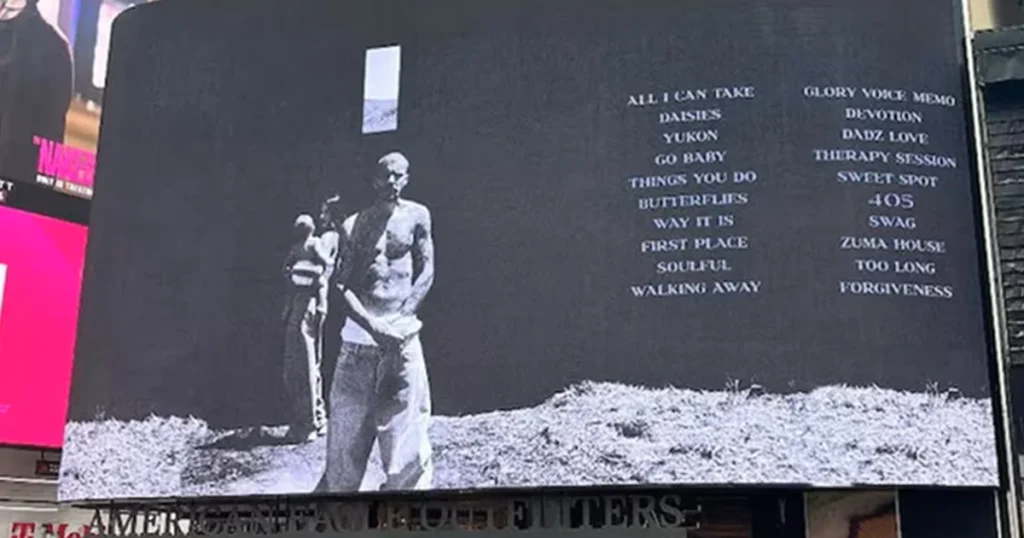 ALL I CAN TAKE
DAISIES
YUKON
GO BABY
THINGS YOU DO
BUTTERFLIES
WAY IT IS
FIRST PLACE
SOULFUL
WALKING AWAY
GLORY VOICE MEMO
DEVOTION
DADZ LOVE
THERAPY SESSION
SWEET SPOT
405
SWAG
ZUMA HOUSE
TOO LONG
FORGIVENESS
AMERICAN EAGLE OUTFITTERS